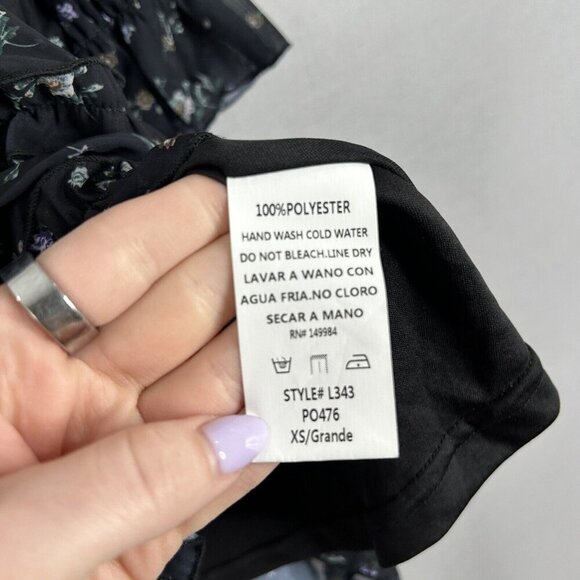 100%POLYESTER
HAND WASH COLD WATER
DO NOT BLEACH.LINE DRY
LAVAR A WANO CON
AGUA FRIA.NO CLORO
SECAR A MANO
RN# 149984
STYLE# L343
PO476
XS/Grande